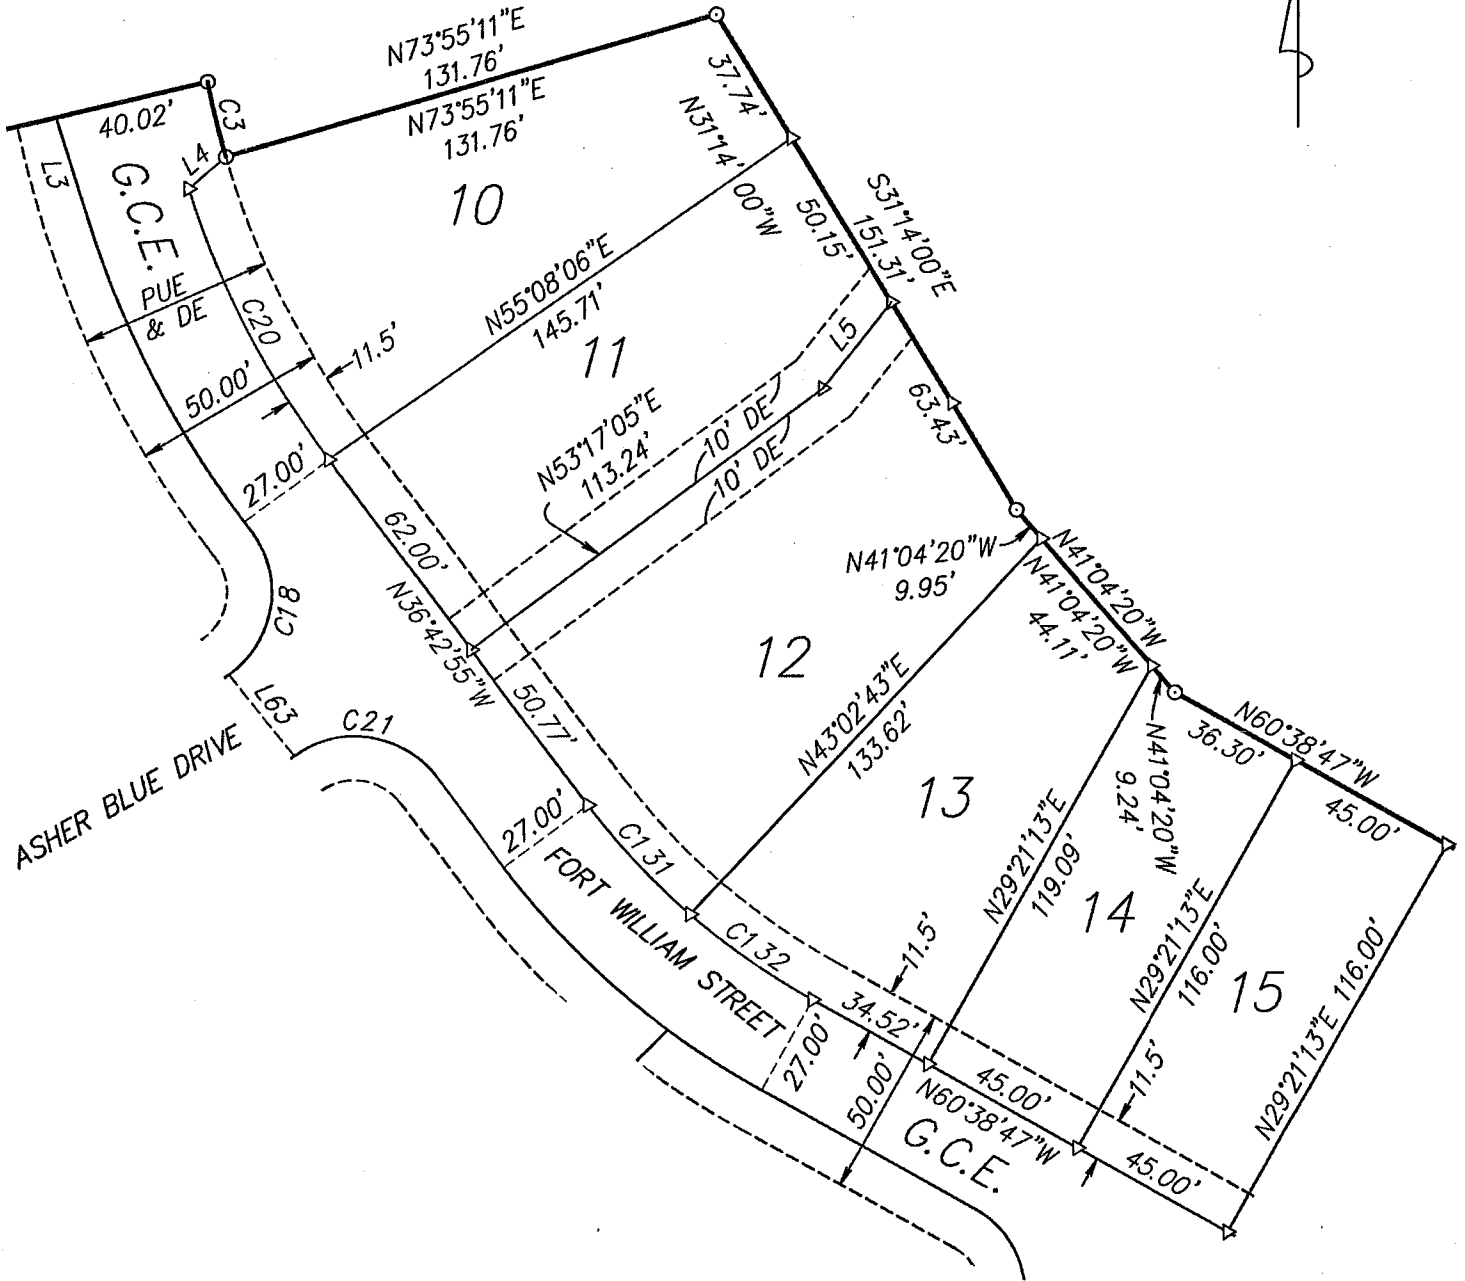 N73°55'11"E
131.76'
N73°55'11"E
131.76'
40.02'
C3
L4
L3
G.C.E.
37.74'
N31°14'
00"W
10
50.15'
S31°14'00"E
151.31'
PUE
& DE
C20
N55°08'06"E
145.71'
11.5'
11
L5
50.00'
63.43'
N53°17'05"E
113.24'
10' DE
10' DE
27.00'
62.00'
N36°42'55"W
C18
N41°04'20"W
9.95'
N41°04'20"W
N41°04'20"W
44.11'
12
50.77'
N43°02'43"E
133.62'
L63
C21
ASHER BLUE DRIVE
N60°38'47"W
36.30'
N41°04'20"W
9.24'
45.00'
13
27.00'
C131
FORT WILLIAM STREET
N29°21'13"E
119.09'
14
N29°21'13"E
116.00'
15
N29°21'13"E 116.00'
C132
11.5'
34.52'
27.00'
50.00'
45.00'
11.5'
N60°38'47"W
G.C.E.
45.00'